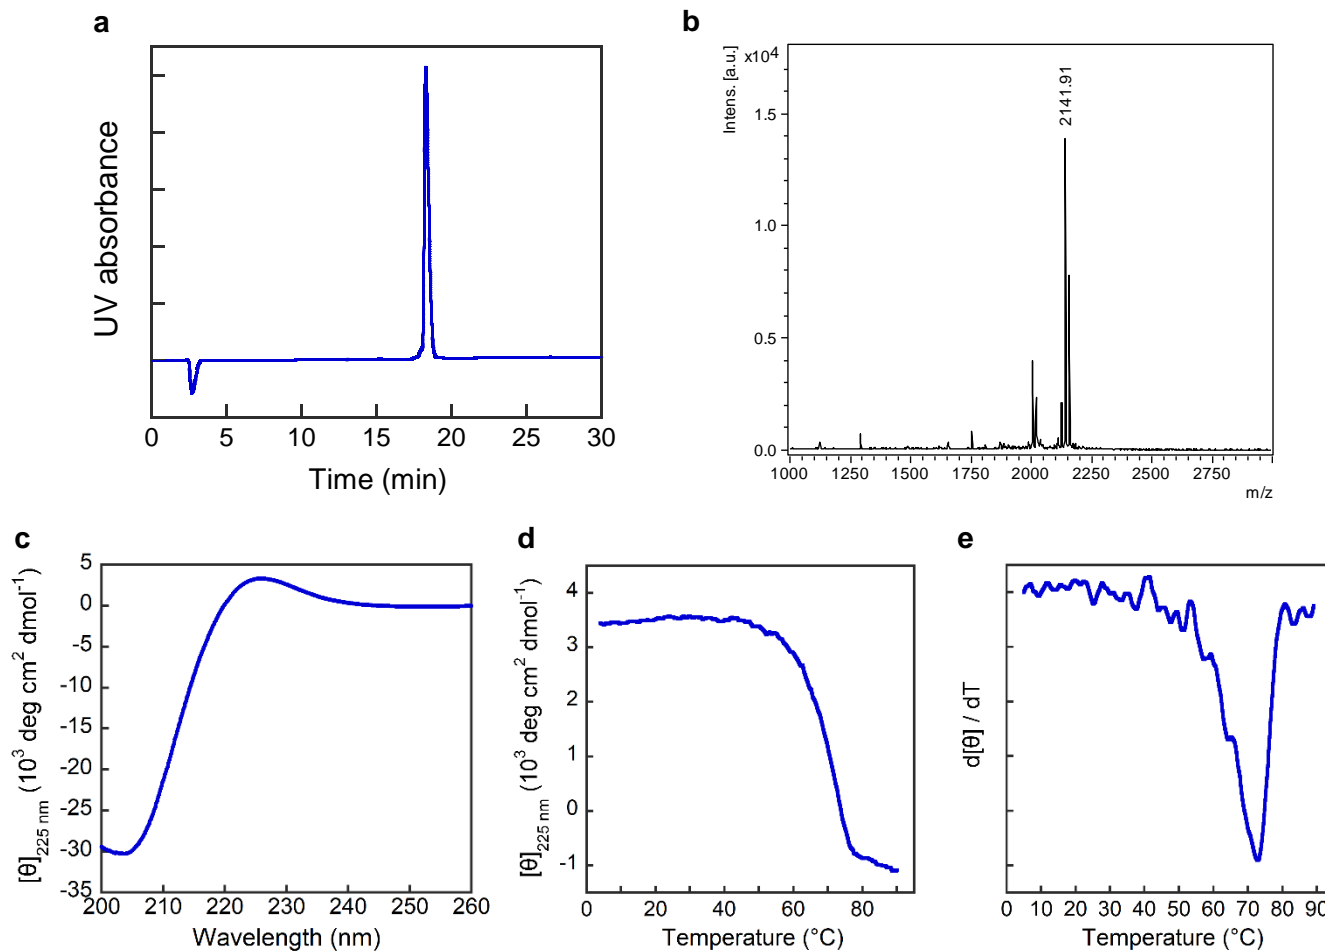 a
UV absorbance
0 5 10 15 20 25 30
Time (min)
b
Intens. [a.u.]
x10⁴
2141.91
1.5
1.0
0.5
0.0
1000 1250 1500 1750 2000 2250 2500 2750
m/z
c
[θ]225 nm (10³ deg cm² dmol⁻¹)
5
0
-5
-10
-15
-20
-25
-30
-35
200 210 220 230 240 250 260
Wavelength (nm)
d
[θ]225 nm (10³ deg cm² dmol⁻¹)
4
3
2
1
0
-1
0 20 40 60 80
Temperature (°C)
e
d[θ] / dT
0 10 20 30 40 50 60 70 80 90
Temperature (°C)